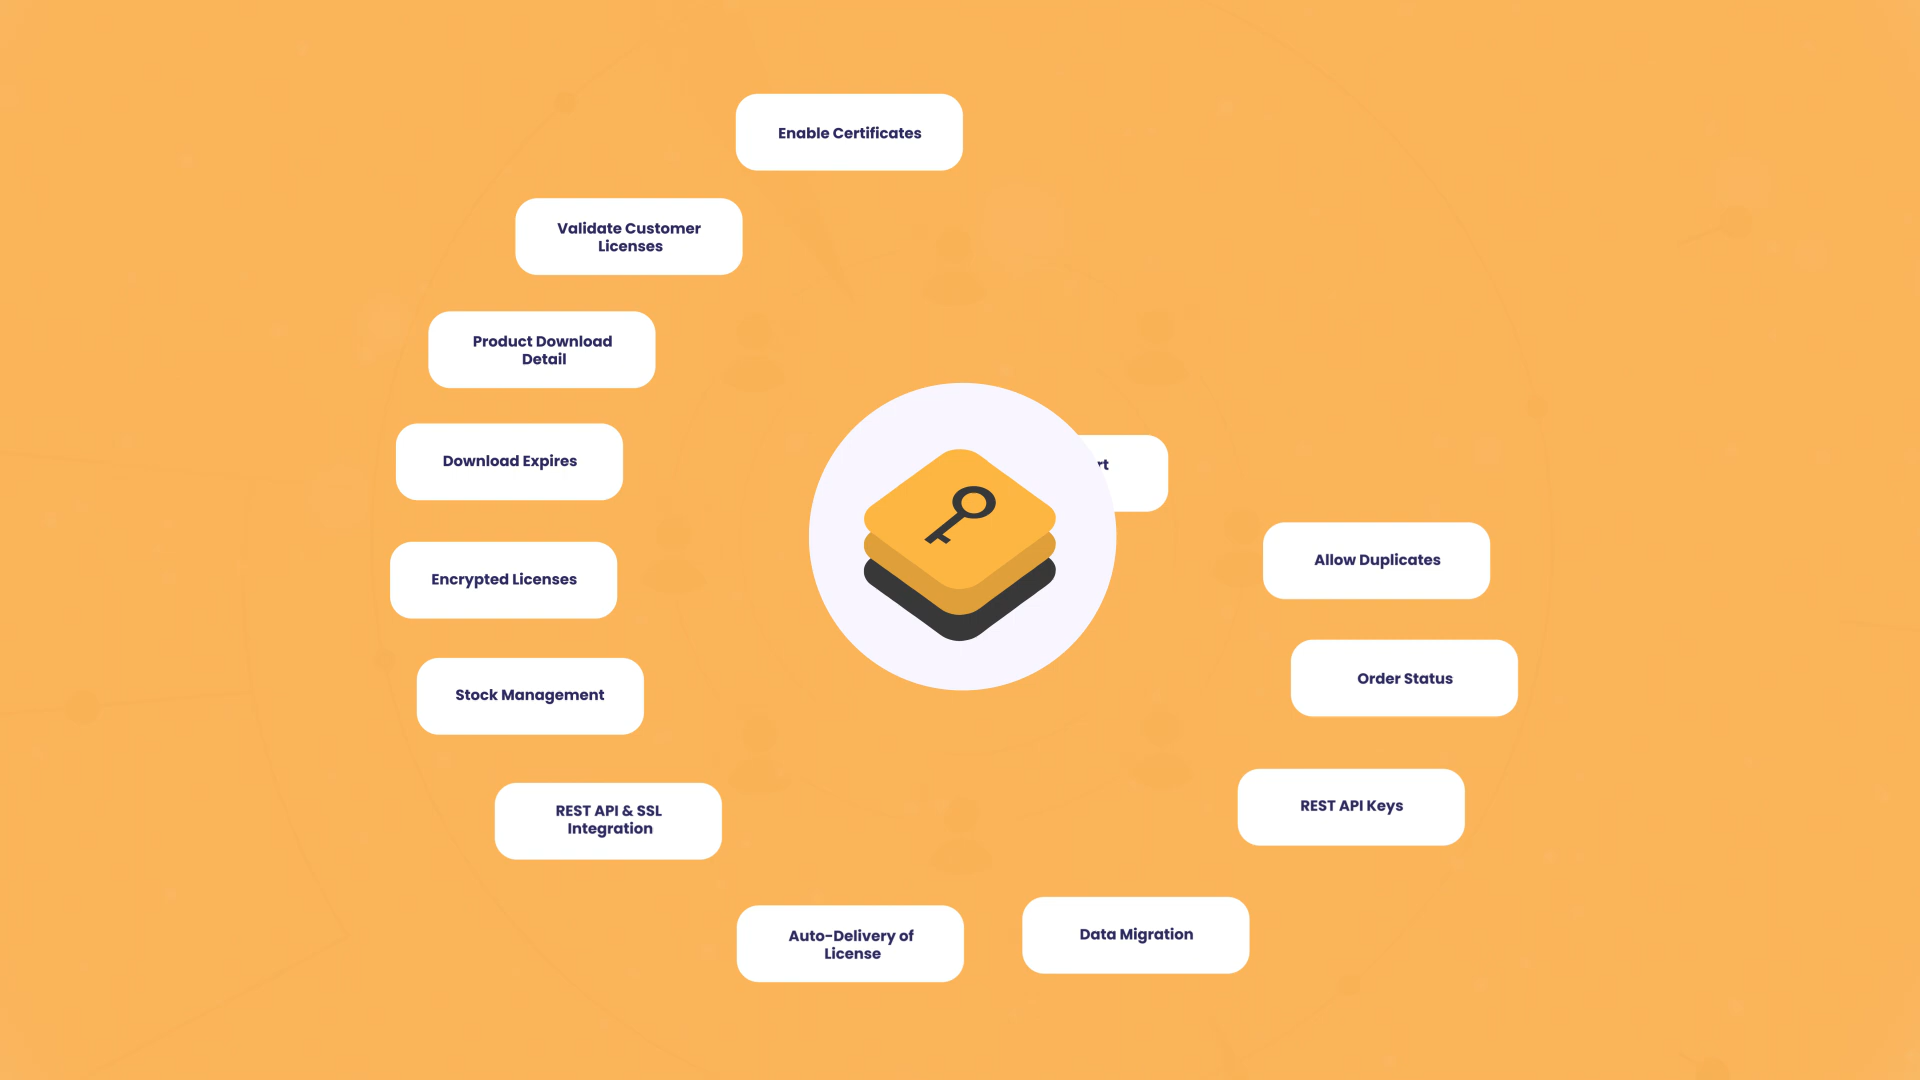 Enable Certificates
Validate Customer
Licenses
Product Download
Detail
Download Expires
Encrypted Licenses
Allow Duplicates
Order Status
Stock Management
REST API & SSL
Integration
REST API Keys
Auto-Delivery of
License
Data Migration